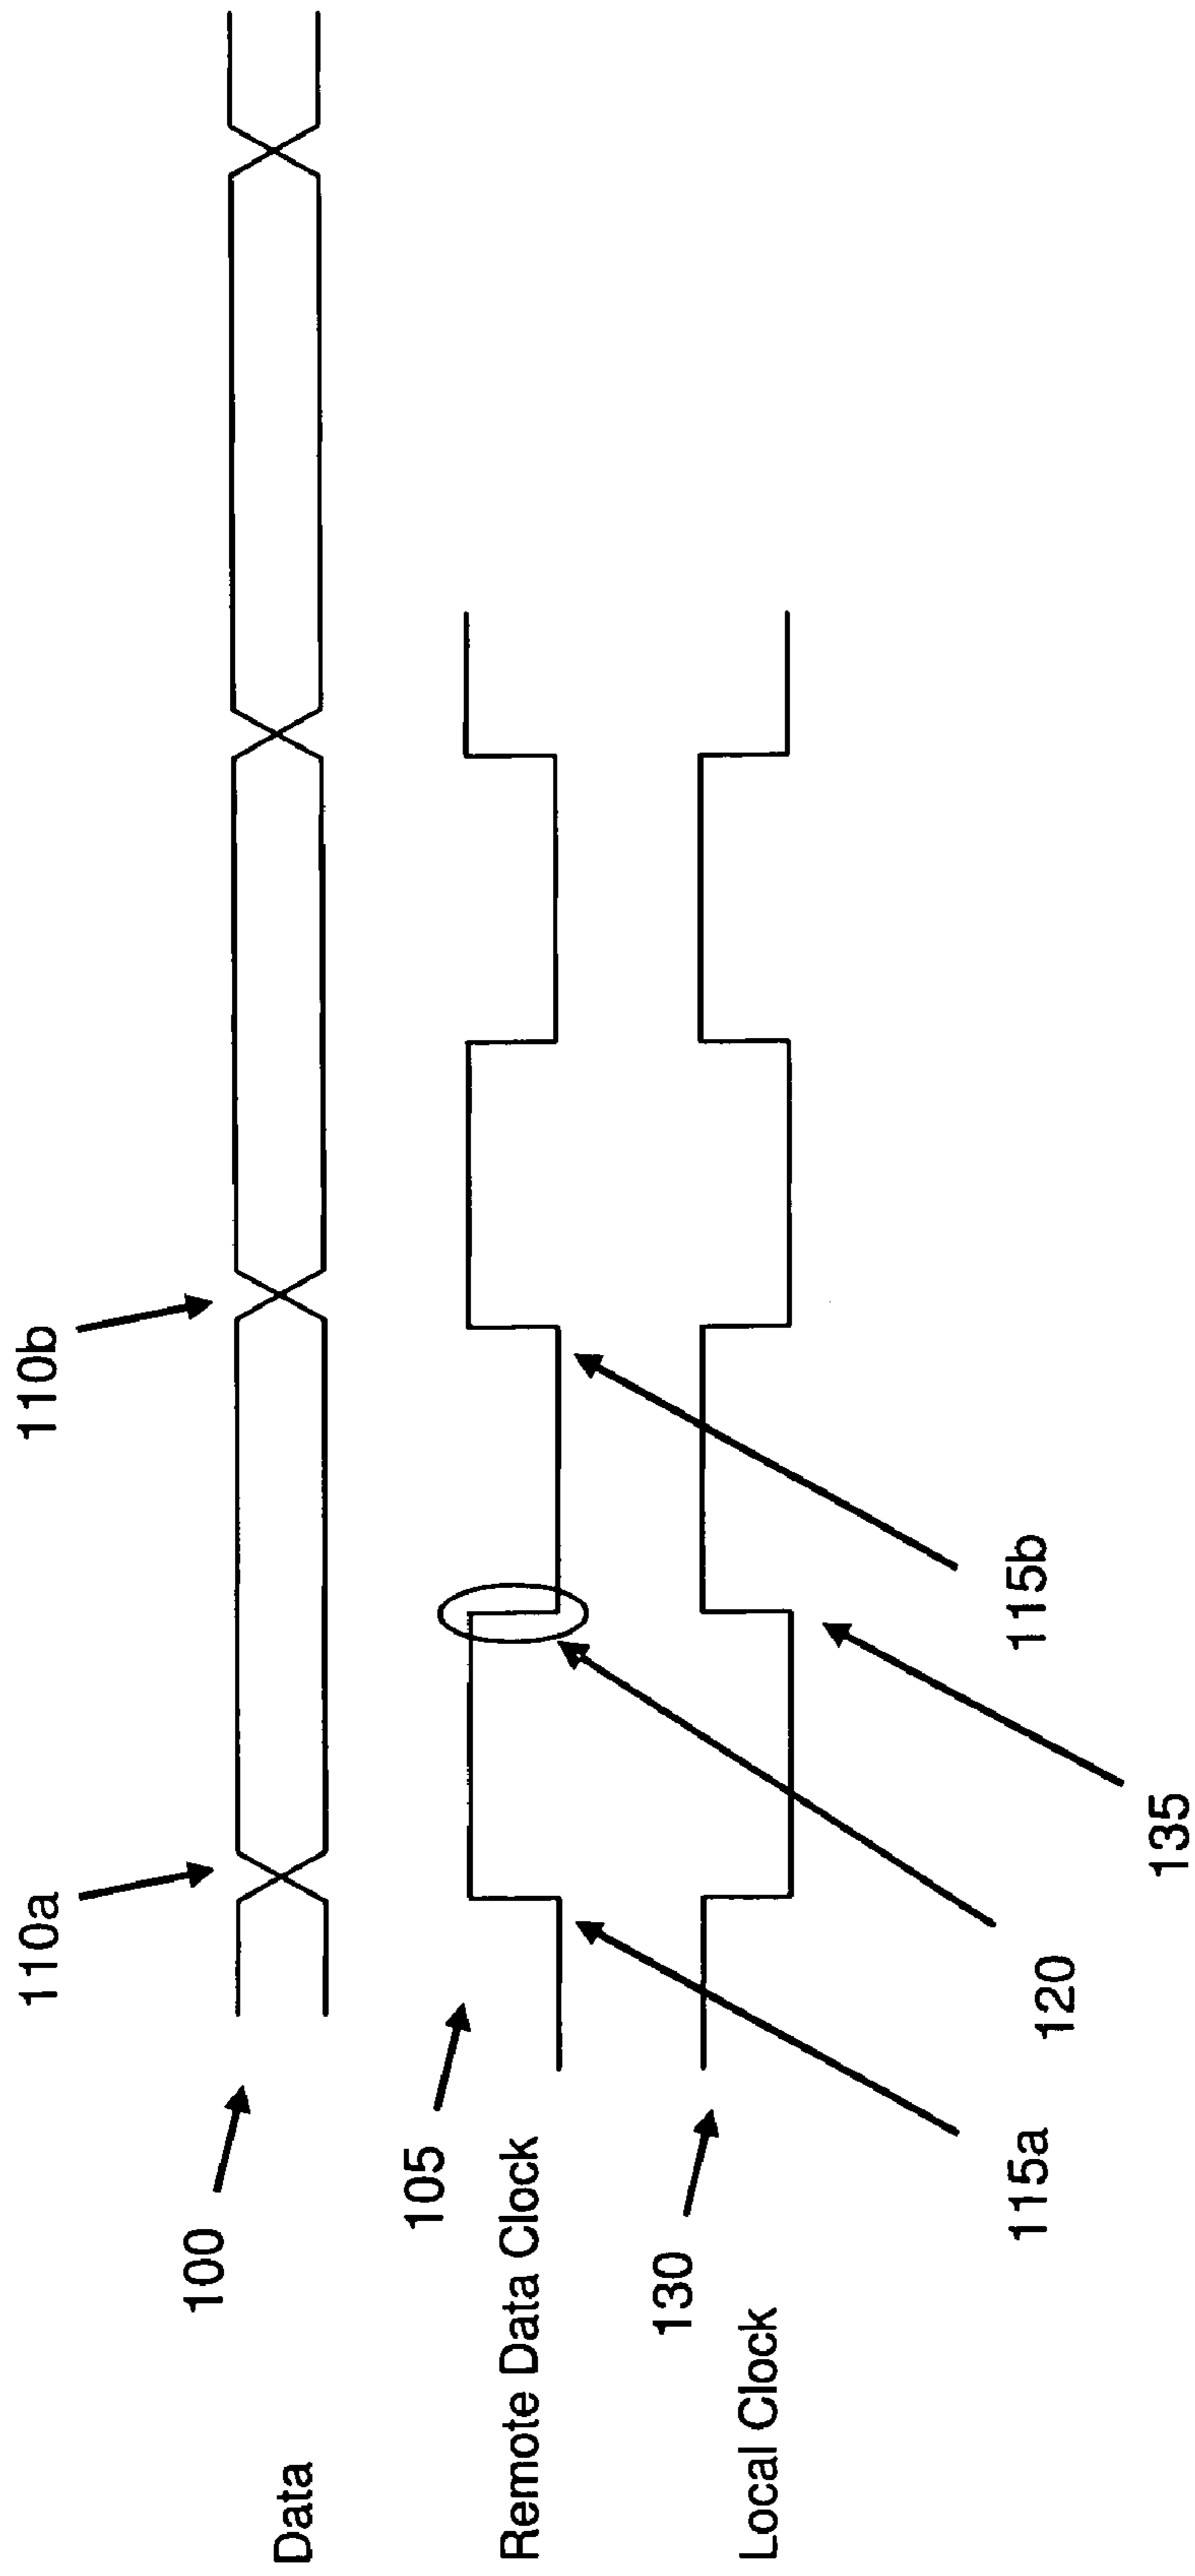 110a
110b
100
Data
105
Remote Data Clock
130
Local Clock
115a
120
115b
135